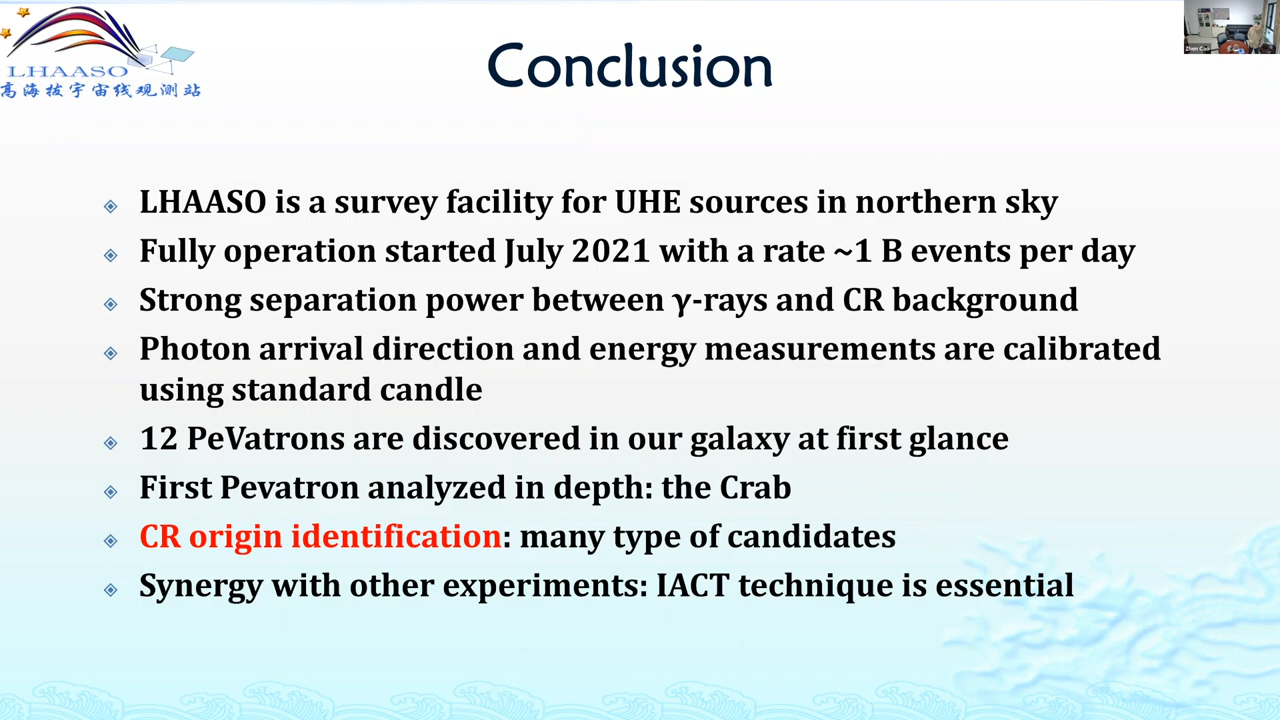 LHAASO
高海拔宇宙线观测站
Conclusion
Zhen Cao
LHAASO is a survey facility for UHE sources in northern sky
Fully operation started July 2021 with a rate ~1 B events per day
Strong separation power between γ-rays and CR background
Photon arrival direction and energy measurements are calibrated
using standard candle
12 PeVatrons are discovered in our galaxy at first glance
First Pevatron analyzed in depth: the Crab
CR origin identification: many type of candidates
Synergy with other experiments: IACT technique is essential